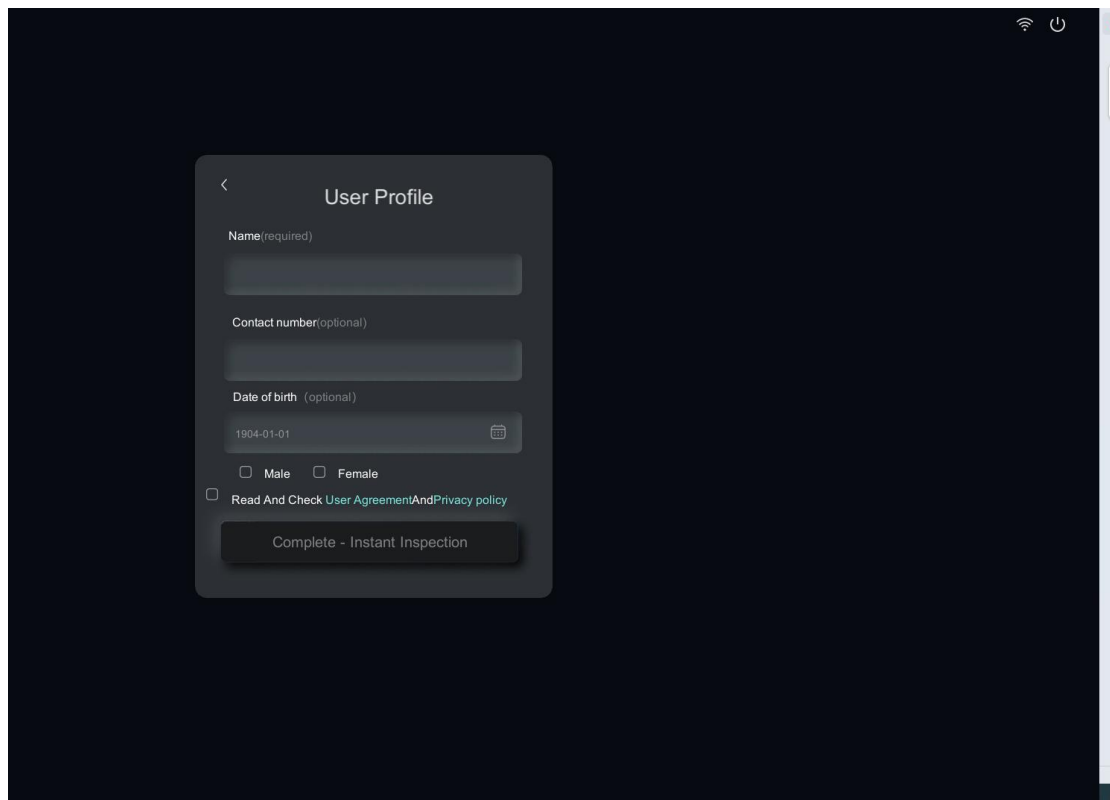 User Profile
Name(required)
Contact number(optional)
Date of birth (optional)
1904-01-01
Male Female
Read And Check User AgreementAndPrivacy policy
Complete - Instant Inspection